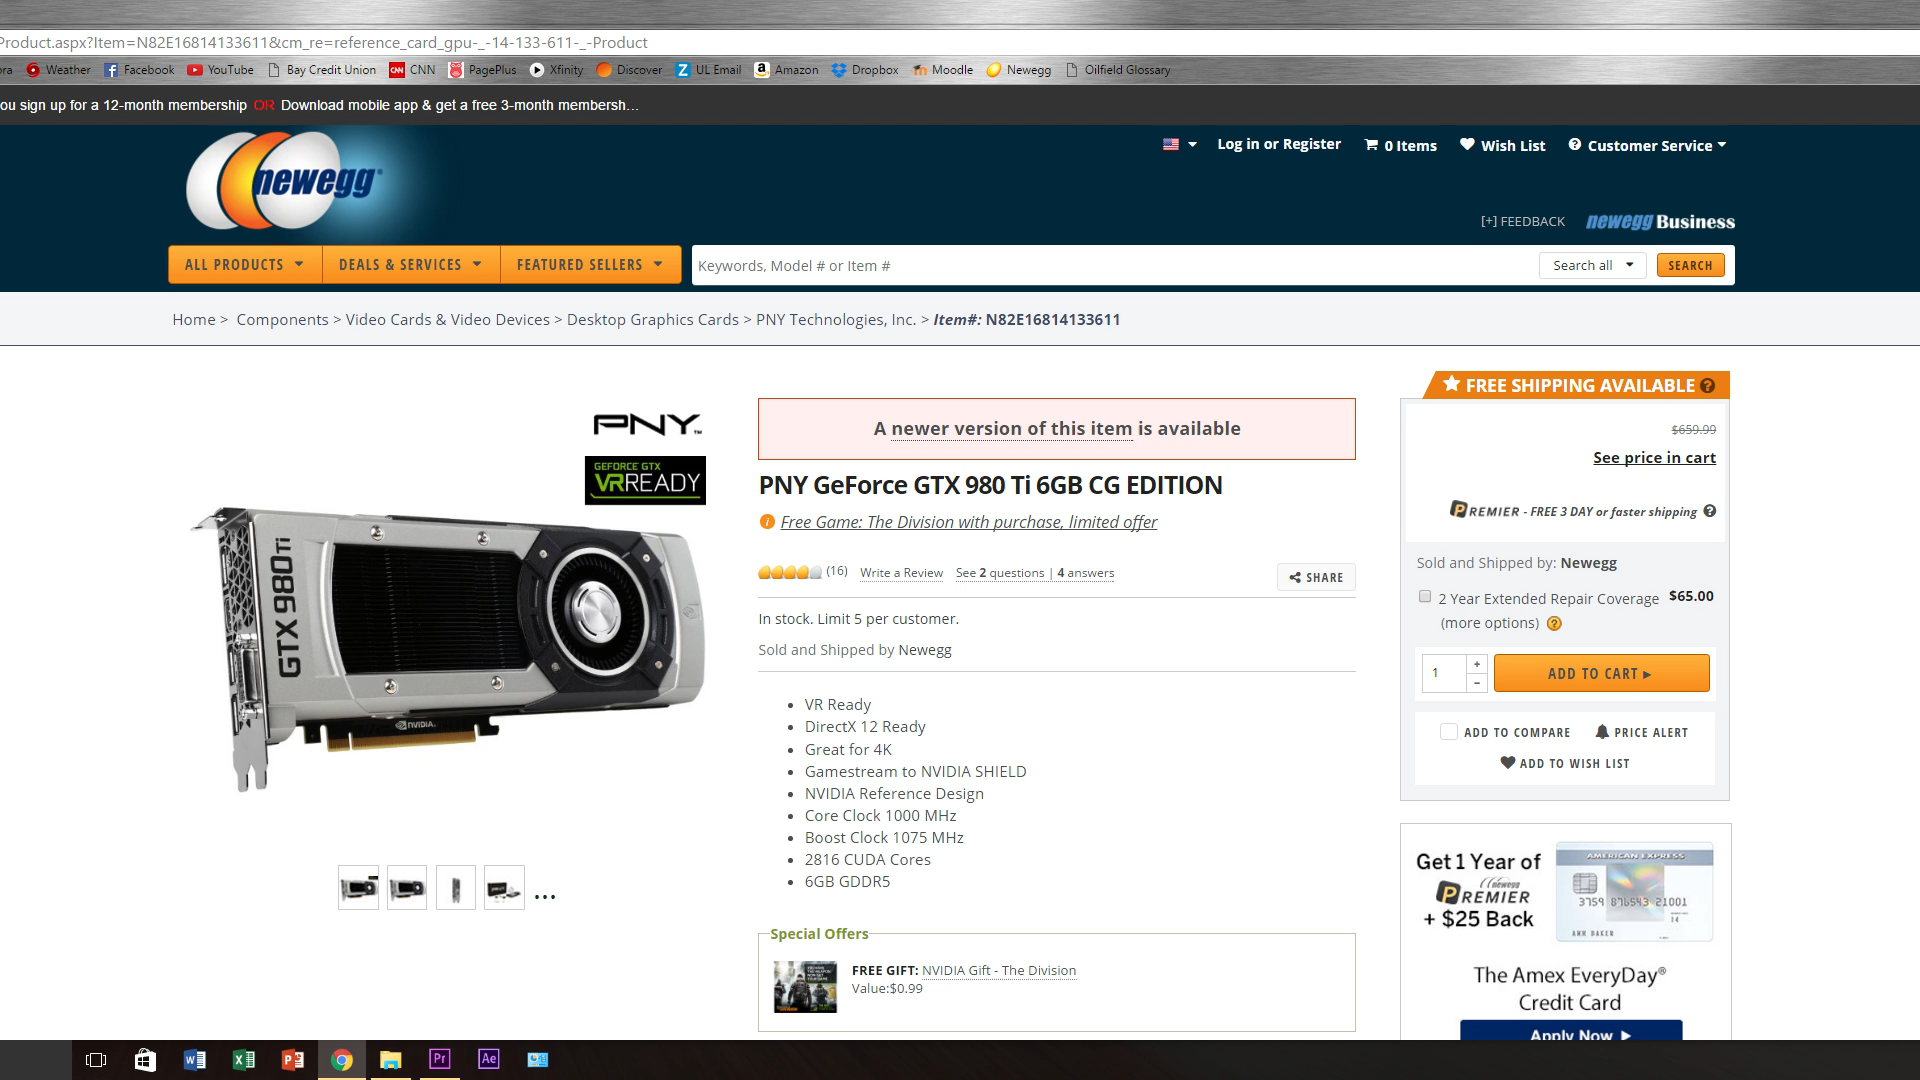 Product.aspx?Item=N82E16814133611&cm_re=reference_card_gpu-_-14-133-611-_-Product
ora Weather Facebook YouTube Bay Credit Union CNN PagePlus Xfinity Discover UL Email Amazon Dropbox Moodle Newegg Oilfield Glossary
ou sign up for a 12-month membership OR Download mobile app & get a free 3-month membersh...
newegg
Log in or Register 0 Items Wish List Customer Service
[+] FEEDBACK newegg Business
ALL PRODUCTS DEALS & SERVICES FEATURED SELLERS Keywords, Model # or Item # Search all SEARCH
Home > Components > Video Cards & Video Devices > Desktop Graphics Cards > PNY Technologies, Inc. > Item#: N82E16814133611
PNY™
GEFORCE GTX
VRREADY
GTX 980Ti
NVIDIA.
...
A newer version of this item is available
PNY GeForce GTX 980 Ti 6GB CG EDITION
Free Game: The Division with purchase, limited offer
(16) Write a Review See 2 questions | 4 answers SHARE
In stock. Limit 5 per customer.
Sold and Shipped by Newegg
• VR Ready
• DirectX 12 Ready
• Great for 4K
• Gamestream to NVIDIA SHIELD
• NVIDIA Reference Design
• Core Clock 1000 MHz
• Boost Clock 1075 MHz
• 2816 CUDA Cores
• 6GB GDDR5
Special Offers
FREE GIFT: NVIDIA Gift - The Division
Value:$0.99
FREE SHIPPING AVAILABLE ?
$659.99
See price in cart
PREMIER - FREE 3 DAY or faster shipping ?
Sold and Shipped by: Newegg
2 Year Extended Repair Coverage $65.00
(more options) ?
1 + - ADD TO CART ▸
ADD TO COMPARE PRICE ALERT
ADD TO WISH LIST
Get 1 Year of
newegg
PREMIER
+ $25 Back
AMERICAN EXPRESS
3759 876543 21001
14
ANN BAKER
The Amex EveryDay®
Credit Card
Apply Now ▸
Pr Ae